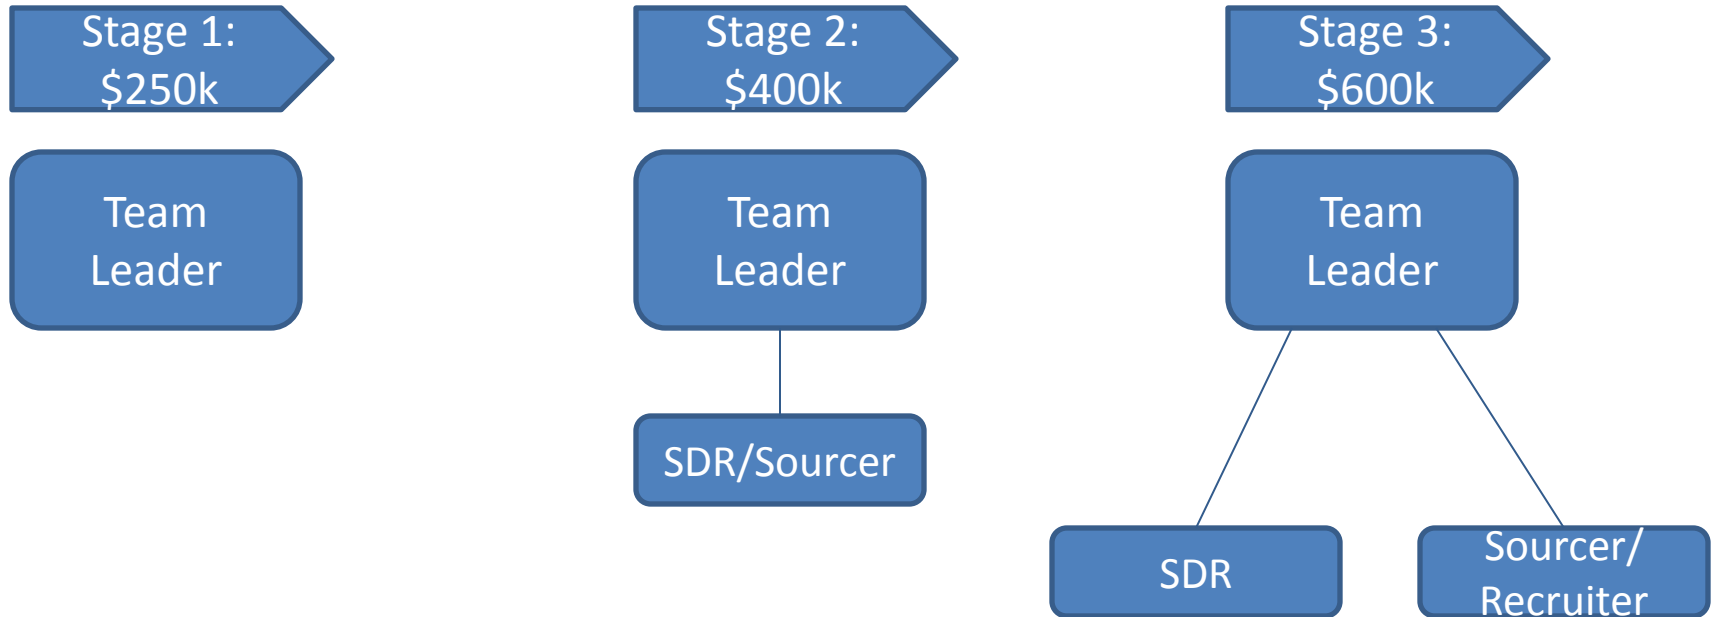 Stage 1:
$250k
Stage 2:
$400k
Stage 3:
$600k
Team
Leader
Team
Leader
Team
Leader
SDR/Sourcer
SDR
Sourcer/
Recruiter